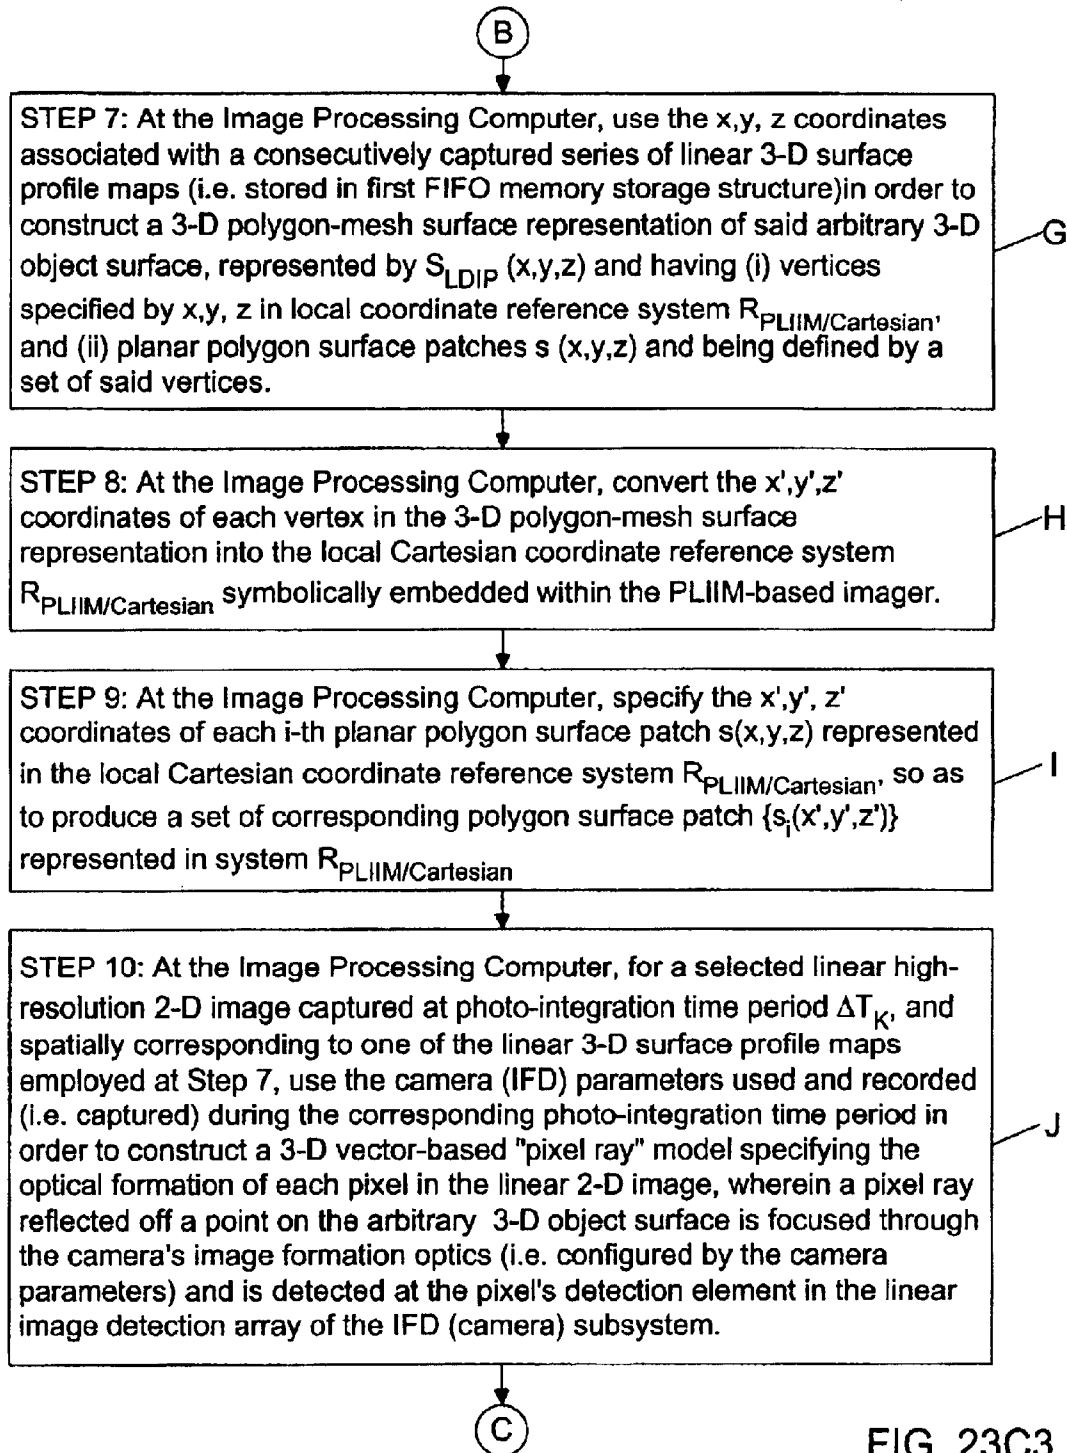 B
STEP 7: At the Image Processing Computer, use the x,y, z coordinates
associated with a consecutively captured series of linear 3-D surface
profile maps (i.e. stored in first FIFO memory storage structure)in order to
construct a 3-D polygon-mesh surface representation of said arbitrary 3-D
object surface, represented by S_LDIP (x,y,z) and having (i) vertices
specified by x,y, z in local coordinate reference system R_PLIIM/Cartesian,
and (ii) planar polygon surface patches s (x,y,z) and being defined by a
set of said vertices.
G
STEP 8: At the Image Processing Computer, convert the x',y',z'
coordinates of each vertex in the 3-D polygon-mesh surface
representation into the local Cartesian coordinate reference system
R_PLIIM/Cartesian symbolically embedded within the PLIIM-based imager.
H
STEP 9: At the Image Processing Computer, specify the x',y', z'
coordinates of each i-th planar polygon surface patch s(x,y,z) represented
in the local Cartesian coordinate reference system R_PLIIM/Cartesian, so as
to produce a set of corresponding polygon surface patch {s_i(x',y',z')}
represented in system R_PLIIM/Cartesian
I
STEP 10: At the Image Processing Computer, for a selected linear high-
resolution 2-D image captured at photo-integration time period ΔT_K, and
spatially corresponding to one of the linear 3-D surface profile maps
employed at Step 7, use the camera (IFD) parameters used and recorded
(i.e. captured) during the corresponding photo-integration time period in
order to construct a 3-D vector-based "pixel ray" model specifying the
optical formation of each pixel in the linear 2-D image, wherein a pixel ray
reflected off a point on the arbitrary 3-D object surface is focused through
the camera's image formation optics (i.e. configured by the camera
parameters) and is detected at the pixel's detection element in the linear
image detection array of the IFD (camera) subsystem.
J
C
FIG. 23C3